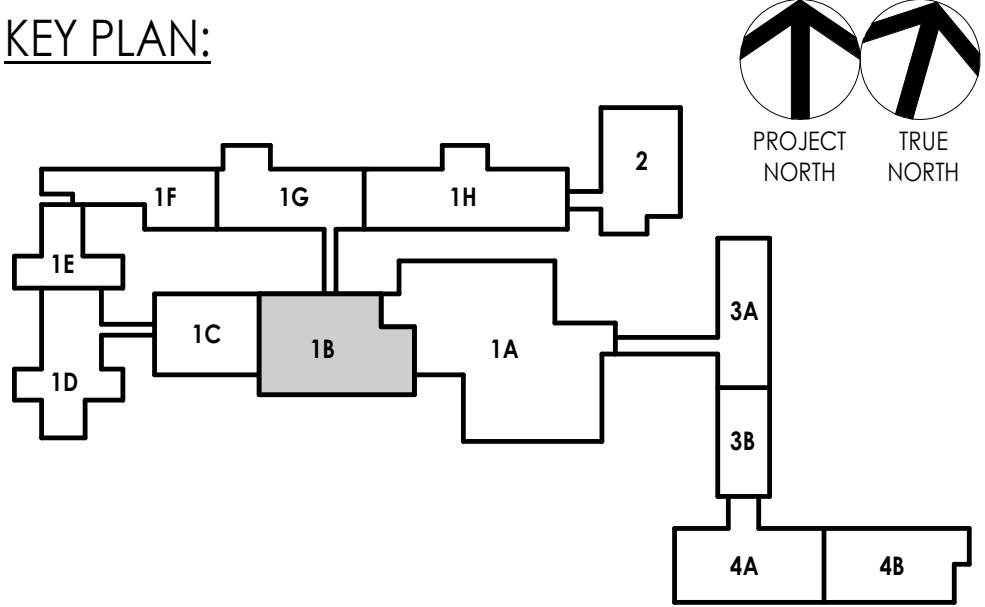 KEY PLAN:
PROJECT
NORTH
TRUE
NORTH
2
1F
1G
1H
1E
3A
1C
1B
1A
1D
3B
4A
4B